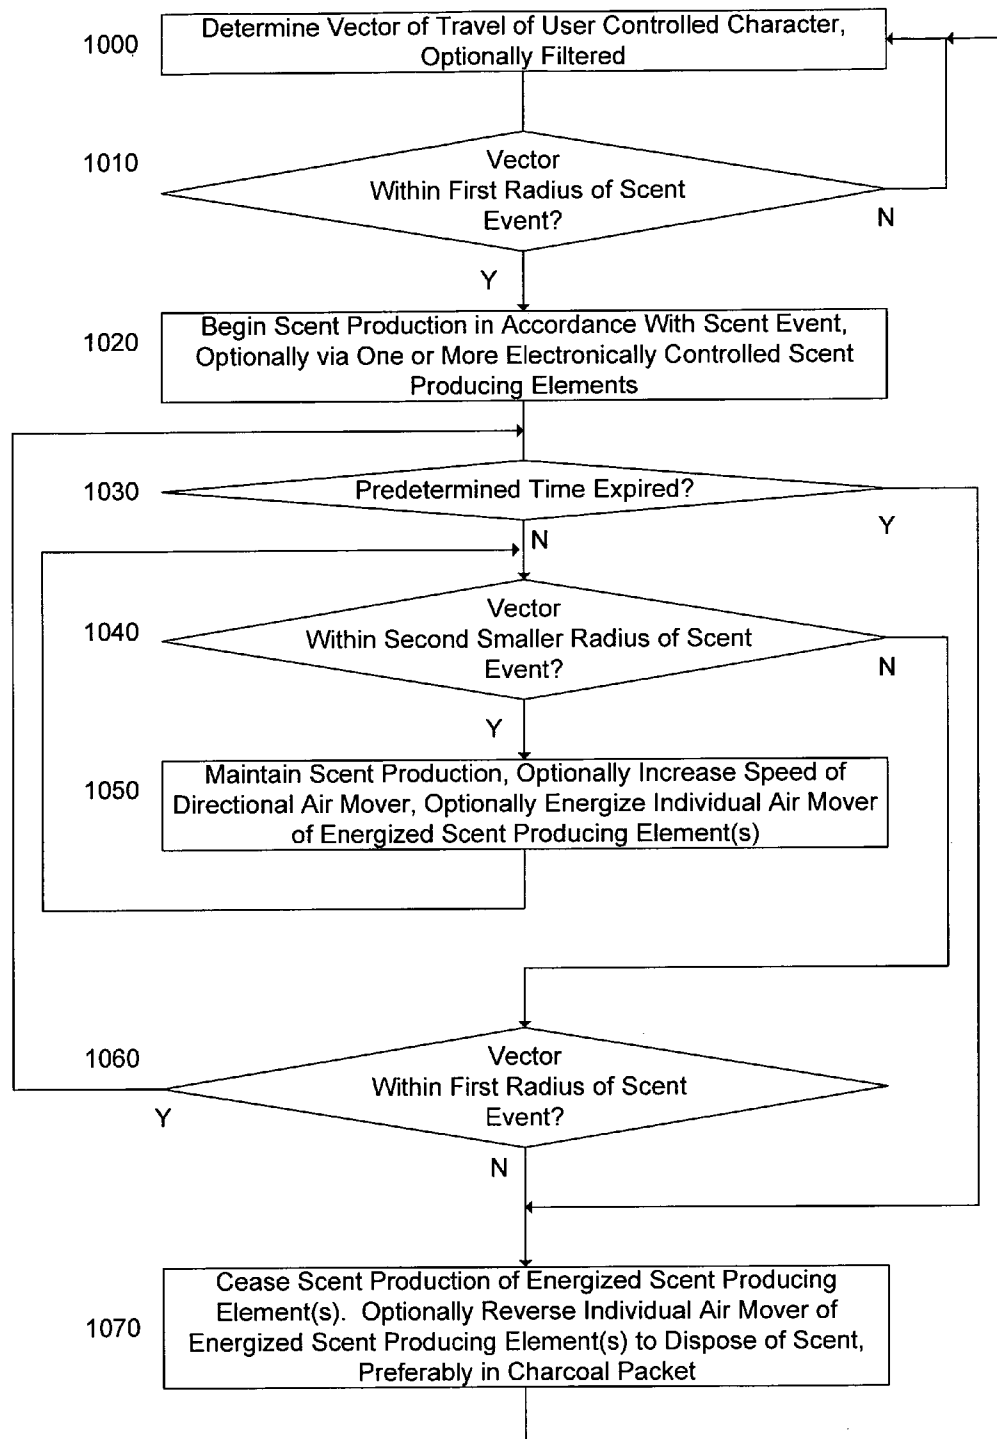 1000
Determine Vector of Travel of User Controlled Character,
Optionally Filtered
1010
Vector
Within First Radius of Scent
Event?
N
Y
1020
Begin Scent Production in Accordance With Scent Event,
Optionally via One or More Electronically Controlled Scent
Producing Elements
1030
Predetermined Time Expired?
Y
N
1040
Vector
Within Second Smaller Radius of Scent
Event?
N
Y
1050
Maintain Scent Production, Optionally Increase Speed of
Directional Air Mover, Optionally Energize Individual Air Mover
of Energized Scent Producing Element(s)
1060
Vector
Within First Radius of Scent
Event?
Y
N
1070
Cease Scent Production of Energized Scent Producing
Element(s). Optionally Reverse Individual Air Mover of
Energized Scent Producing Element(s) to Dispose of Scent,
Preferably in Charcoal Packet